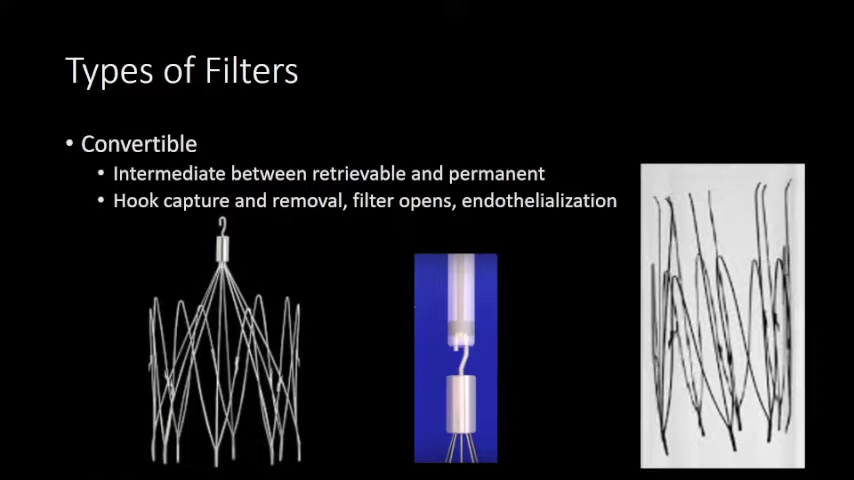 Types of Filters
• Convertible
• Intermediate between retrievable and permanent
• Hook capture and removal, filter opens, endothelialization